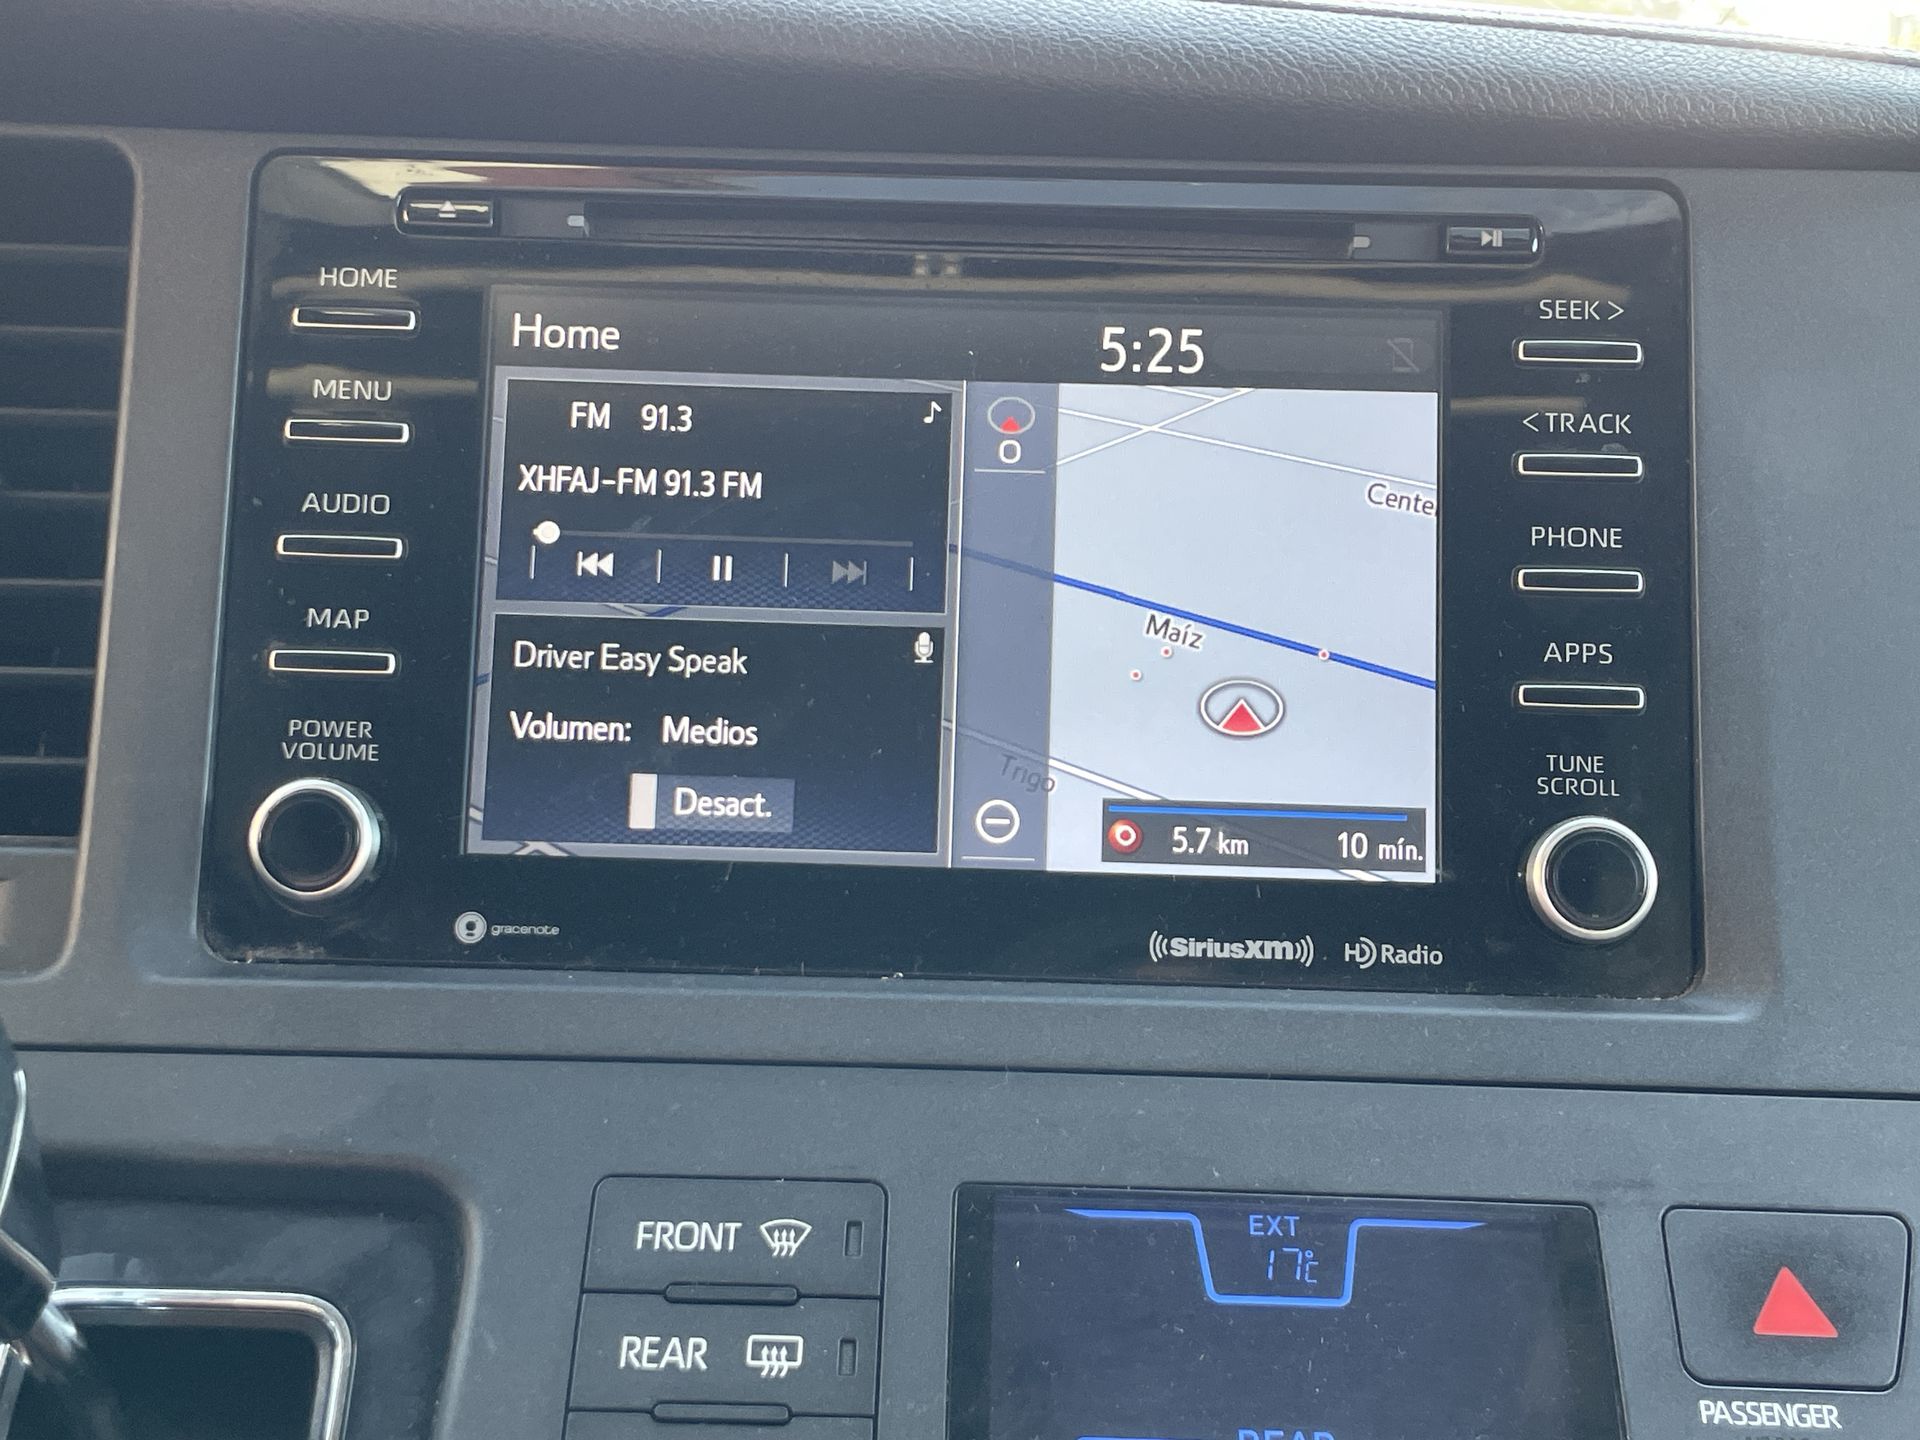 HOME
MENU
AUDIO
MAP
POWER
VOLUME
Home
5:25
FM 91.3
XHFAJ-FM 91.3 FM
Driver Easy Speak
Volumen: Medios
Desact.
O
Cente
Maíz
Trigo
5.7 km 10 mín.
SEEK >
< TRACK
PHONE
APPS
TUNE
SCROLL
gracenote
((SiriusXM))
HD Radio
FRONT
REAR
EXT
17°C
REAR
PASSENGER